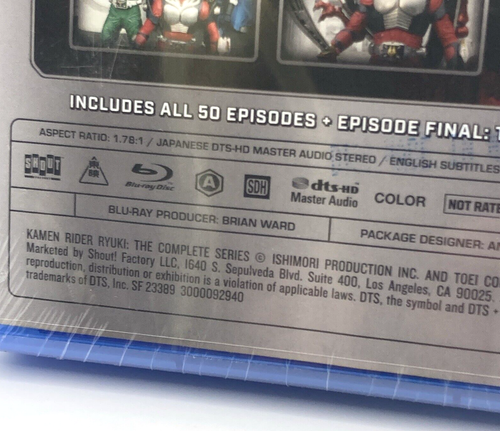 INCLUDES ALL 50 EPISODES + EPISODE FINAL: T
ASPECT RATIO: 1.78:1 / JAPANESE DTS-HD MASTER AUDIO STEREO / ENGLISH SUBTITLES
SHOUT Blu-ray Disc A SDH dts-HD Master Audio COLOR NOT RATE
BLU-RAY PRODUCER: BRIAN WARD PACKAGE DESIGNER: A
KAMEN RIDER RYUKI: THE COMPLETE SERIES © ISHIMORI PRODUCTION INC. AND TOEI CO
Marketed by Shout! Factory LLC, 1640 S. Sepulveda Blvd. Suite 400, Los Angeles, CA 90025.
reproduction, distribution or exhibition is a violation of applicable laws. DTS, the symbol and DTS +
trademarks of DTS, Inc. SF 23389 3000092940